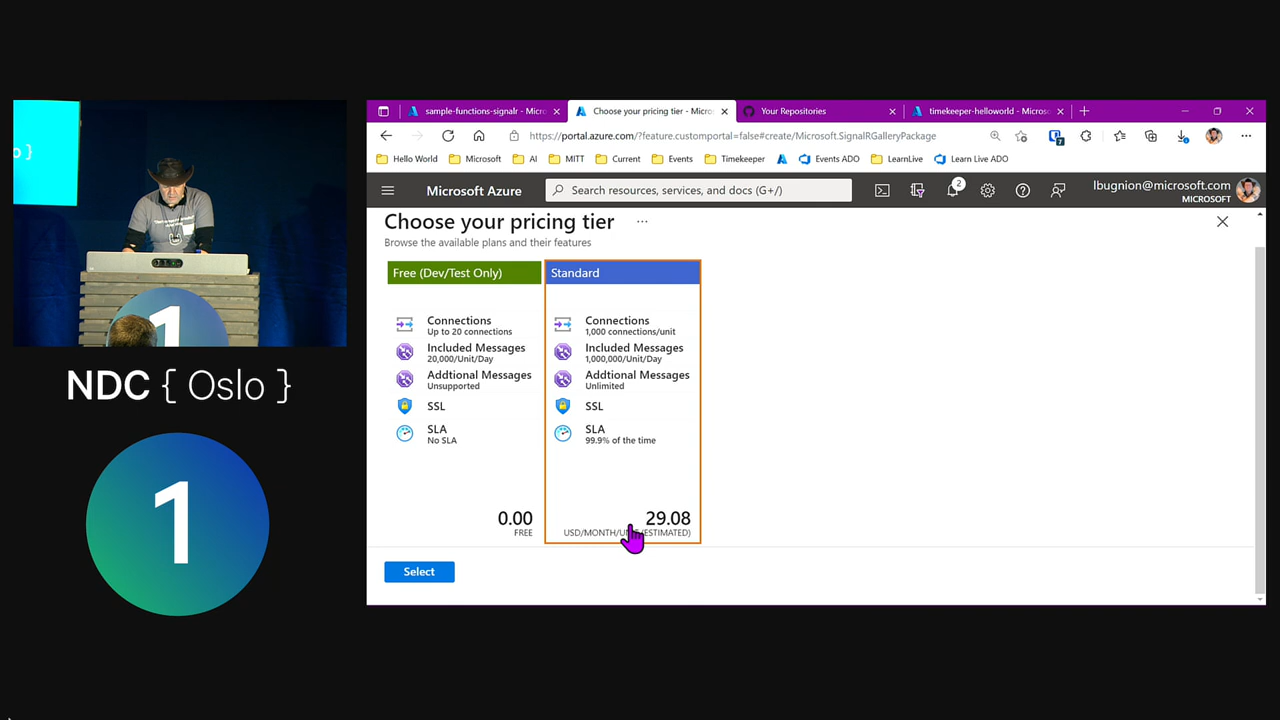 o}
1
NDC { Oslo }
1
sample-functions-signalr - Micr
Choose your pricing tier - Micro
Your Repositories
timekeeper-helloworld - Microso
https://portal.azure.com/?feature.customportal=false#create/Microsoft.SignalRGalleryPackage
7
Hello World
Microsoft
AI
MITT
Current
Events
Timekeeper
Events ADO
LearnLive
Learn Live ADO
Microsoft Azure
Search resources, services, and docs (G+/)
2
lbugnion@microsoft.com
MICROSOFT
Choose your pricing tier
...
Browse the available plans and their features
Free (Dev/Test Only)
Connections
Up to 20 connections
Included Messages
20,000/Unit/Day
Addtional Messages
Unsupported
SSL
SLA
No SLA
0.00
FREE
Standard
Connections
1,000 connections/unit
Included Messages
1,000,000/Unit/Day
Addtional Messages
Unlimited
SSL
SLA
99.9% of the time
29.08
USD/MONTH/UNIT (ESTIMATED)
Select